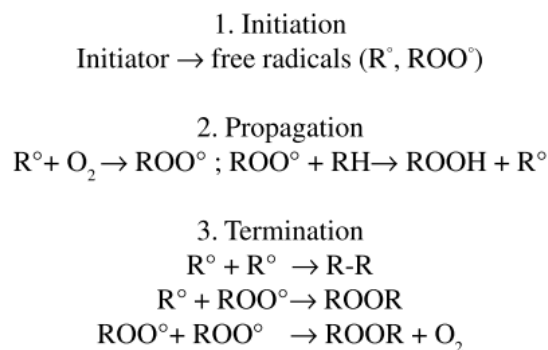 1. Initiation
Initiator → free radicals (R°, ROO°)
2. Propagation
R°+ O₂ → ROO° ; ROO° + RH→ ROOH + R°
3. Termination
R° + R° → R-R
R° + ROO°→ ROOR
ROO°+ ROO° → ROOR + O₂